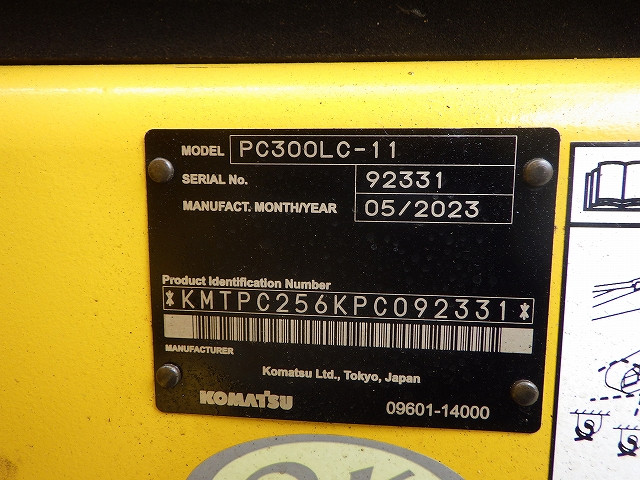 MODEL PC300LC-11
SERIAL No. 92331
MANUFACT. MONTH/YEAR 05/2023
Product Identification Number
*KMTPC256KPC092331*
MANUFACTURER
Komatsu Ltd., Tokyo, Japan
KOMATSU
09601-14000